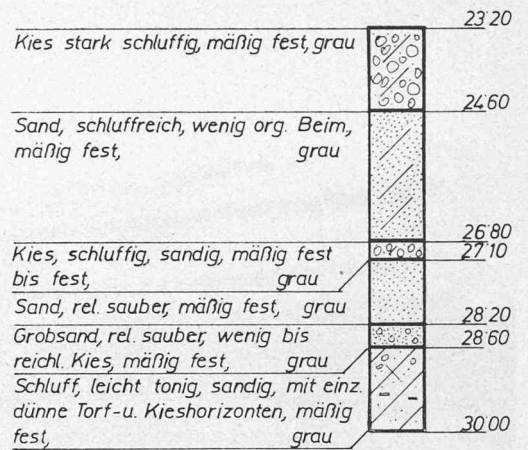 23'20
Kies stark schluffig, mäßig fest, grau
24'60
Sand, schluffreich, wenig org. Beim.,
mäßig fest, grau
26'80
Kies, schluffig, sandig, mäßig fest
27'10
bis fest, grau
Sand, rel. sauber, mäßig fest, grau
28'20
Grobsand, rel. sauber, wenig bis
28'60
reichl. Kies, mäßig fest, grau
Schluff, leicht tonig, sandig, mit einz.
dünne Torf-u. Kieshorizonten, mäßig
fest, grau
30'00